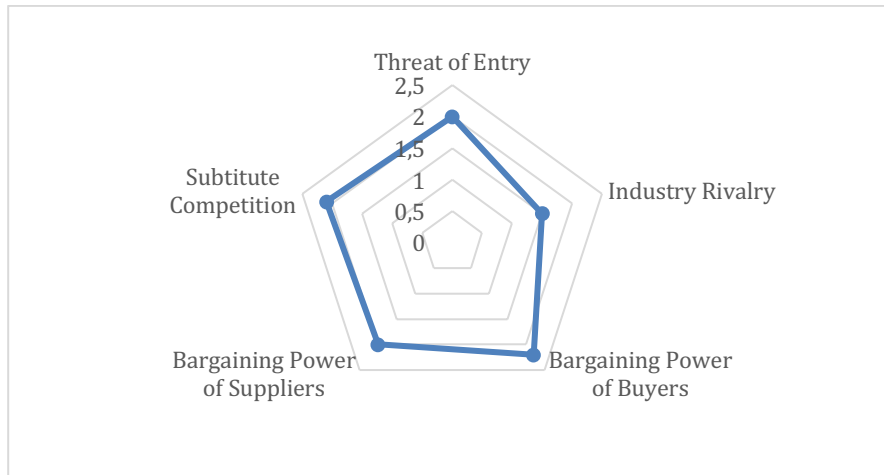 Threat of Entry
2,5
2
1,5
1
0,5
0
Subtitute
Competition
Industry Rivalry
Bargaining Power
of Suppliers
Bargaining Power
of Buyers